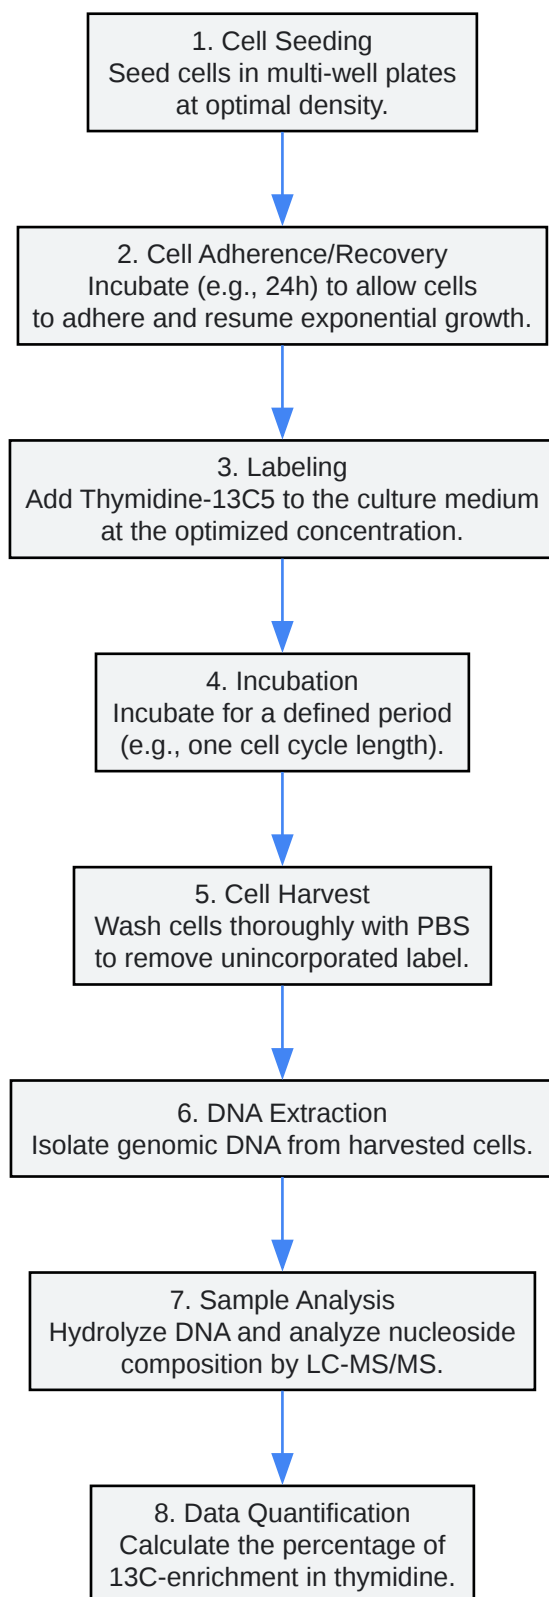 1. Cell Seeding
Seed cells in multi-well plates
at optimal density.
2. Cell Adherence/Recovery
Incubate (e.g., 24h) to allow cells
to adhere and resume exponential growth.
3. Labeling
Add Thymidine-13C5 to the culture medium
at the optimized concentration.
4. Incubation
Incubate for a defined period
(e.g., one cell cycle length).
5. Cell Harvest
Wash cells thoroughly with PBS
to remove unincorporated label.
6. DNA Extraction
Isolate genomic DNA from harvested cells.
7. Sample Analysis
Hydrolyze DNA and analyze nucleoside
composition by LC-MS/MS.
8. Data Quantification
Calculate the percentage of
13C-enrichment in thymidine.